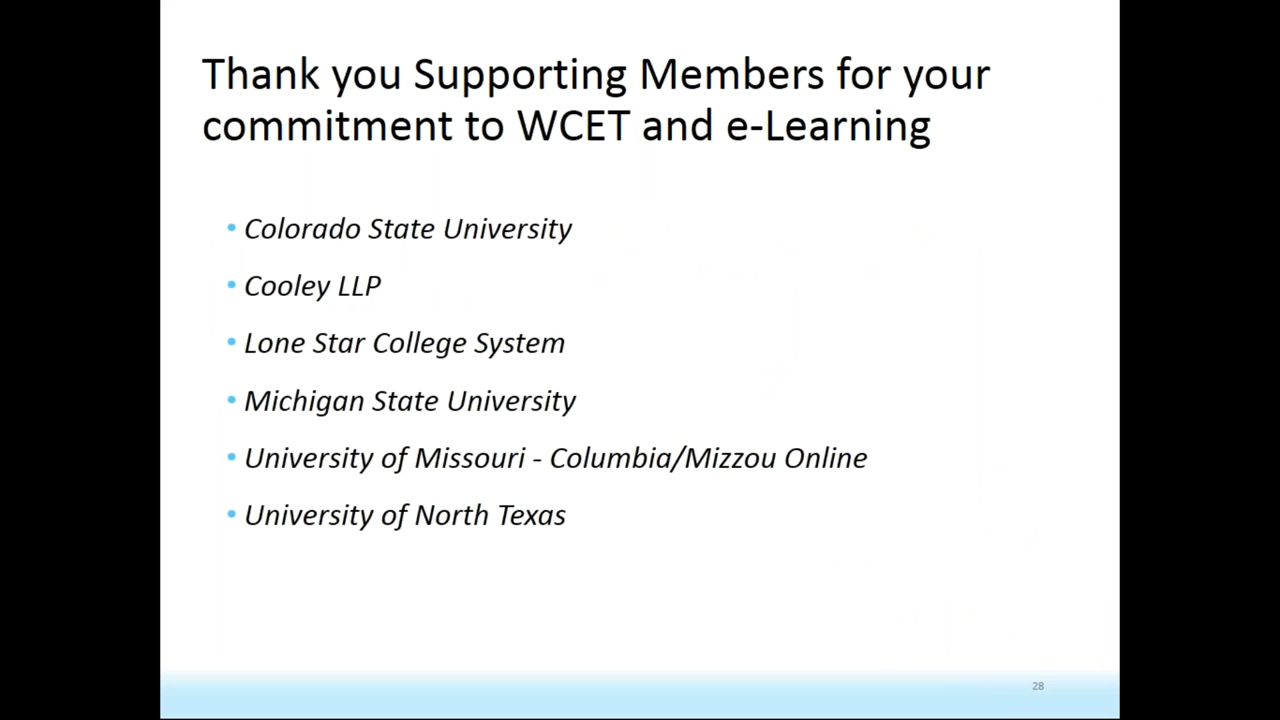 Thank you Supporting Members for your
commitment to WCET and e-Learning
• Colorado State University
• Cooley LLP
• Lone Star College System
• Michigan State University
• University of Missouri - Columbia/Mizzou Online
• University of North Texas
28